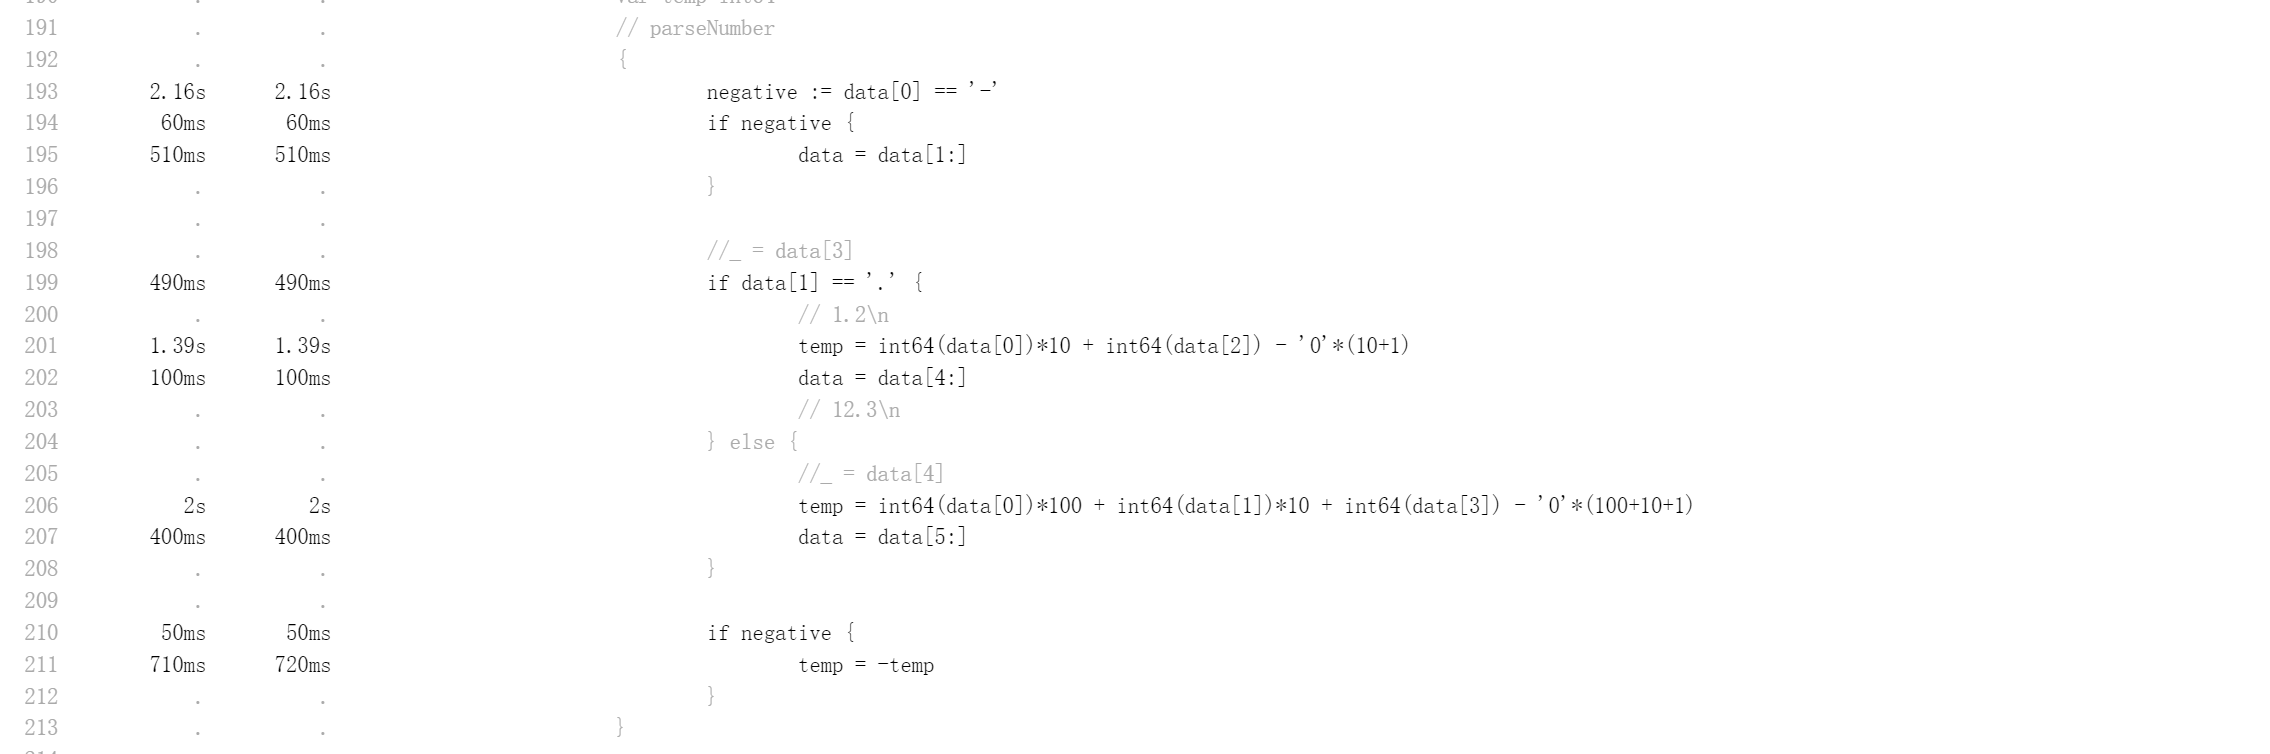 191 . . // parseNumber
192 . . {
193 2.16s 2.16s negative := data[0] == '-'
194 60ms 60ms if negative {
195 510ms 510ms data = data[1:]
196 . . }
197 . .
198 . . //_ = data[3]
199 490ms 490ms if data[1] == '.' {
200 . . // 1.2\n
201 1.39s 1.39s temp = int64(data[0])*10 + int64(data[2]) - '0'*(10+1)
202 100ms 100ms data = data[4:]
203 . . // 12.3\n
204 . . } else {
205 . . //_ = data[4]
206 2s 2s temp = int64(data[0])*100 + int64(data[1])*10 + int64(data[3]) - '0'*(100+10+1)
207 400ms 400ms data = data[5:]
208 . . }
209 . .
210 50ms 50ms if negative {
211 710ms 720ms temp = -temp
212 . . }
213 . . }